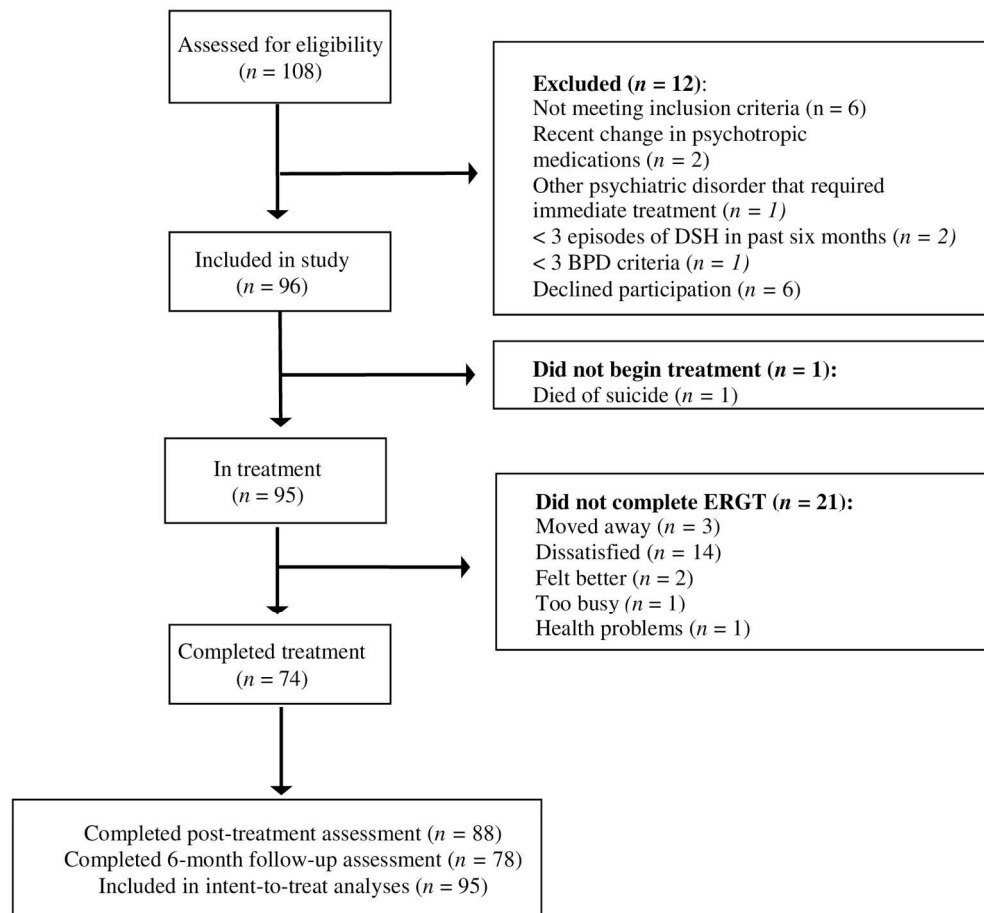 Assessed for eligibility
(n = 108)
Excluded (n = 12):
Not meeting inclusion criteria (n = 6)
Recent change in psychotropic
medications (n = 2)
Other psychiatric disorder that required
immediate treatment (n = 1)
< 3 episodes of DSH in past six months (n = 2)
< 3 BPD criteria (n = 1)
Declined participation (n = 6)
Included in study
(n = 96)
Did not begin treatment (n = 1):
Died of suicide (n = 1)
In treatment
(n = 95)
Did not complete ERGT (n = 21):
Moved away (n = 3)
Dissatisfied (n = 14)
Felt better (n = 2)
Too busy (n = 1)
Health problems (n = 1)
Completed treatment
(n = 74)
Completed post-treatment assessment (n = 88)
Completed 6-month follow-up assessment (n = 78)
Included in intent-to-treat analyses (n = 95)